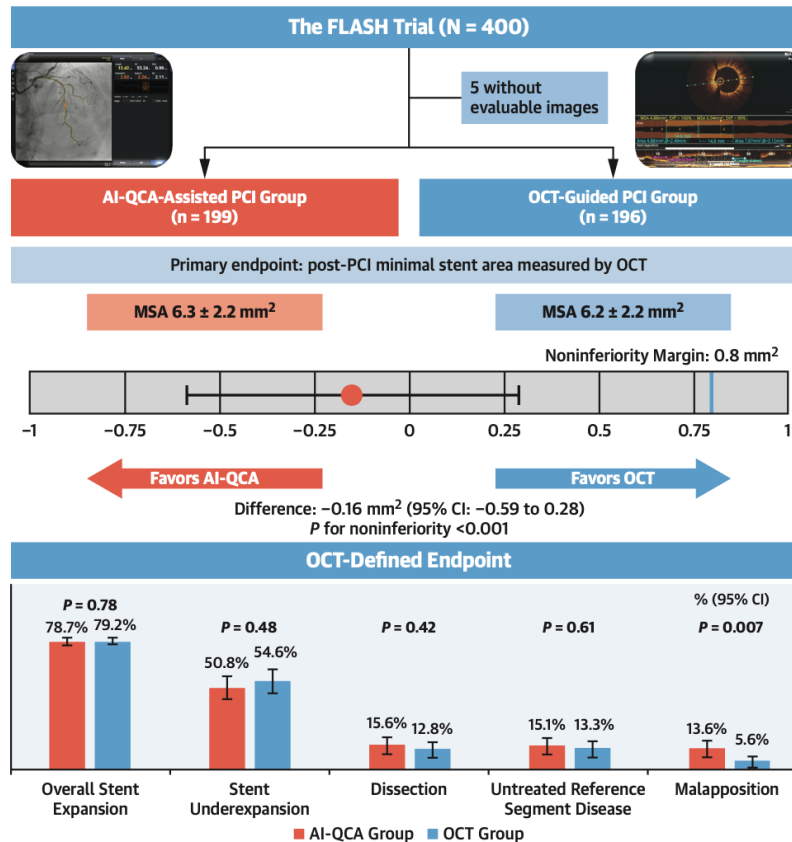 The FLASH Trial (N = 400)
5 without
evaluable images
AI-QCA-Assisted PCI Group
(n = 199)
OCT-Guided PCI Group
(n = 196)
Primary endpoint: post-PCI minimal stent area measured by OCT
MSA 6.3 ± 2.2 mm²
MSA 6.2 ± 2.2 mm²
Noninferiority Margin: 0.8 mm²
−1 −0.75 −0.5 −0.25 0 0.25 0.5 0.75 1
Favors AI-QCA
Favors OCT
Difference: −0.16 mm² (95% CI: −0.59 to 0.28)
P for noninferiority <0.001
OCT-Defined Endpoint
% (95% CI)
P = 0.78
78.7% 79.2%
P = 0.48
50.8% 54.6%
P = 0.42
15.6% 12.8%
P = 0.61
15.1% 13.3%
P = 0.007
13.6% 5.6%
Overall Stent
Expansion
Stent
Underexpansion
Dissection
Untreated Reference
Segment Disease
Malapposition
AI-QCA Group OCT Group